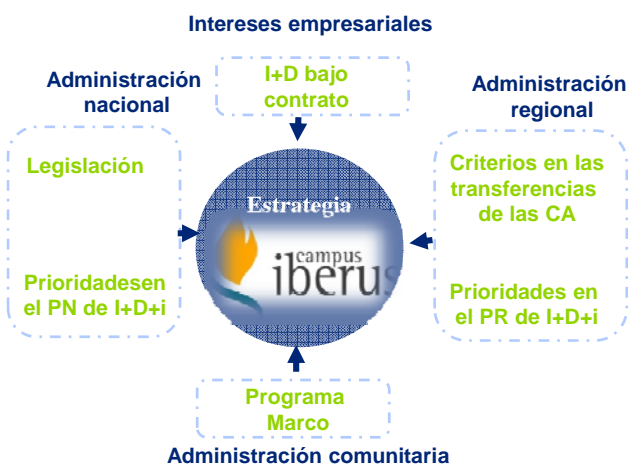 Intereses empresariales
I+D bajo
contrato
Administración
nacional
Legislación
Prioridadesen
el PN de I+D+i
Estrategia
campus
iberus
Administración
regional
Criterios en las
transferencias
de las CA
Prioridades en
el PR de I+D+i
Programa
Marco
Administración comunitaria